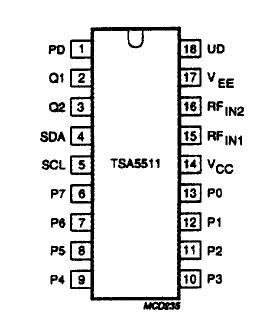 PD 1 18 UD
Q1 2 17 VEE
Q2 3 16 RFIN2
SDA 4 15 RFIN1
SCL 5 TSA5511 14 VCC
P7 6 13 P0
P6 7 12 P1
P5 8 11 P2
P4 9 10 P3
MCD235